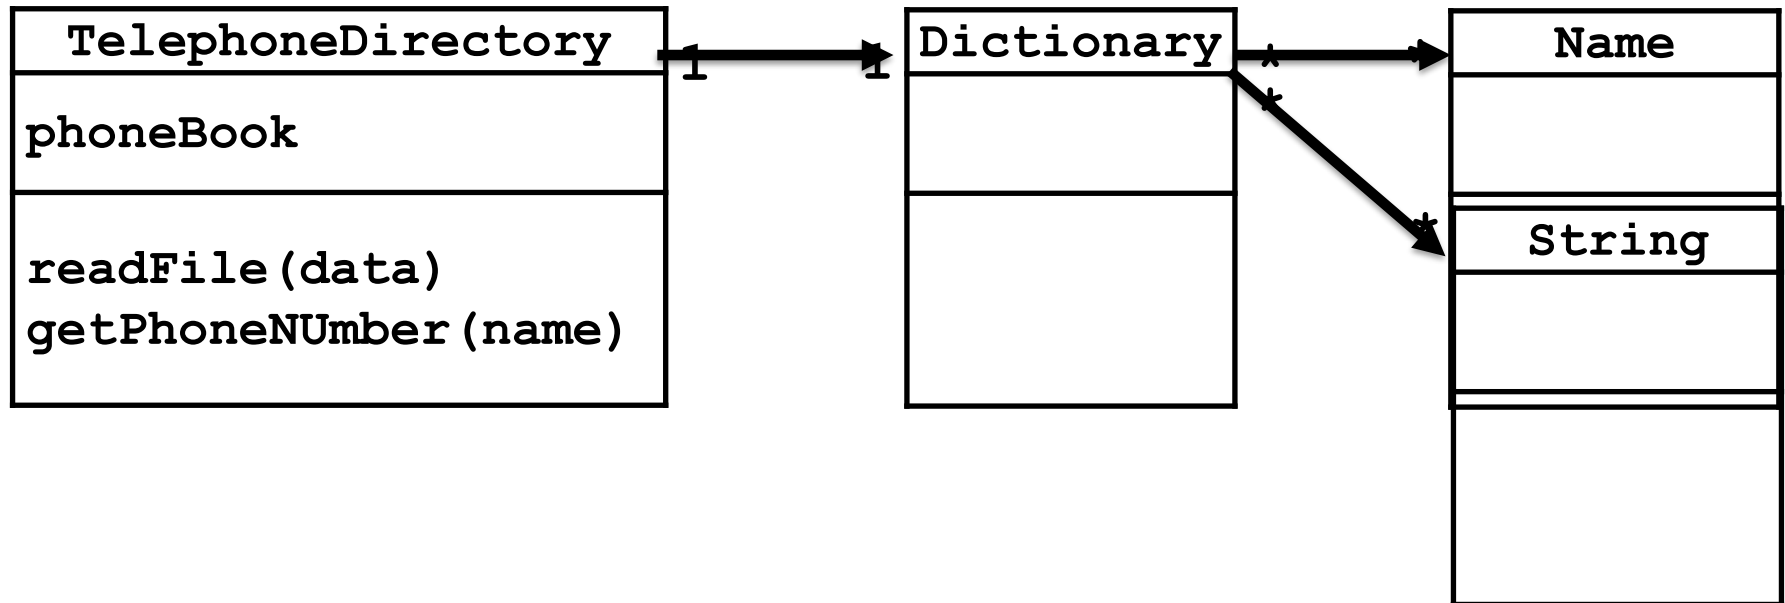 TelephoneDirectory
phoneBook
readFile(data)
getPhoneNUmber(name)
1
1
Dictionary
*
*
*
*
Name
String